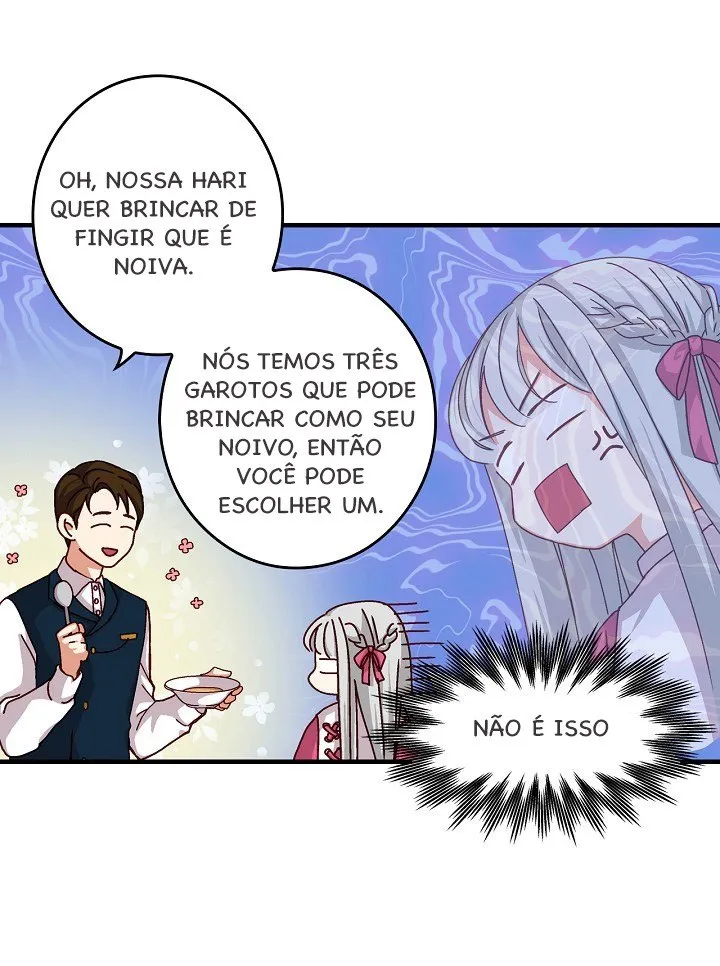 OH, NOSSA HARI
QUER BRINCAR DE
FINGIR QUE É
NOIVA.
NÓS TEMOS TRÊS
GAROTOS QUE PODE
BRINCAR COMO SEU
NOIVO, ENTÃO
VOCÊ PODE
ESCOLHER UM.
NÃO É ISSO